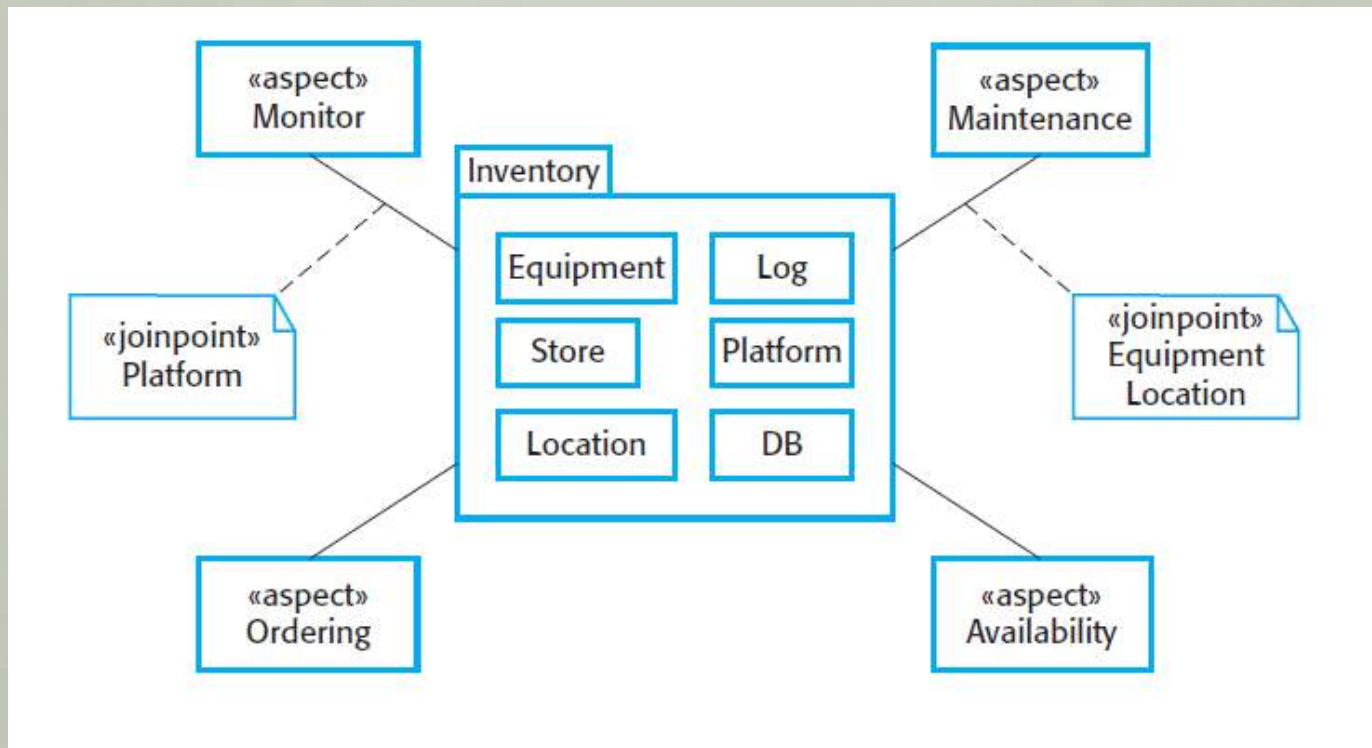 «aspect»
Monitor
«aspect»
Maintenance
Inventory
Equipment
Log
Store
Platform
Location
DB
«joinpoint»
Platform
«joinpoint»
Equipment
Location
«aspect»
Ordering
«aspect»
Availability